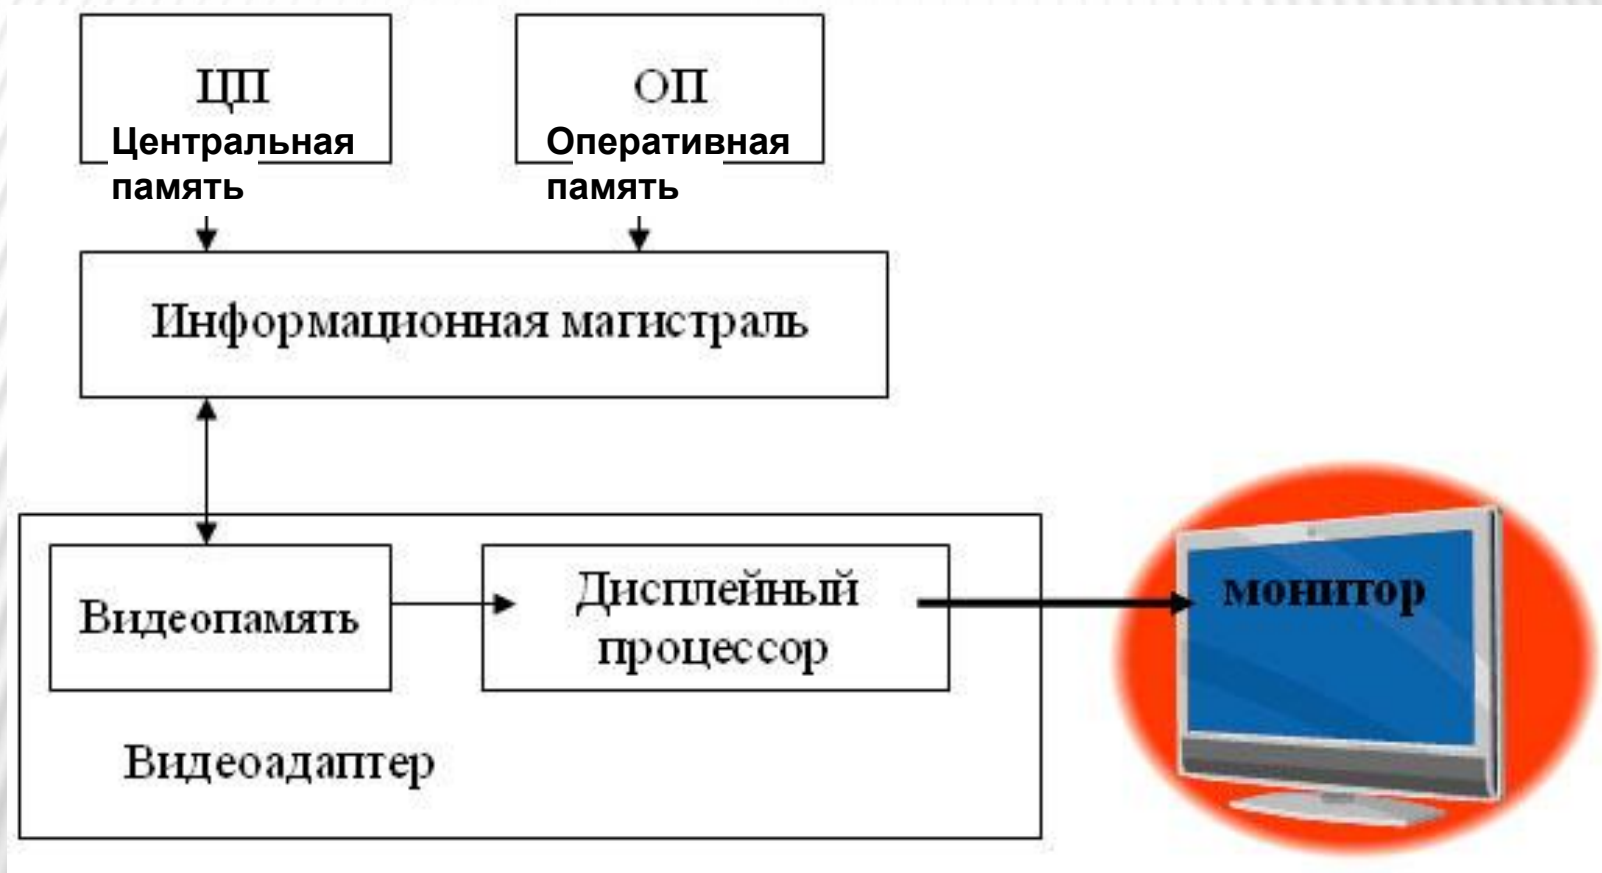 ЦП
Центральная
память
ОП
Оперативная
память
Информационная магистраль
Видеопамять
Дисплейный
процессор
монитор
Видеоадаптер